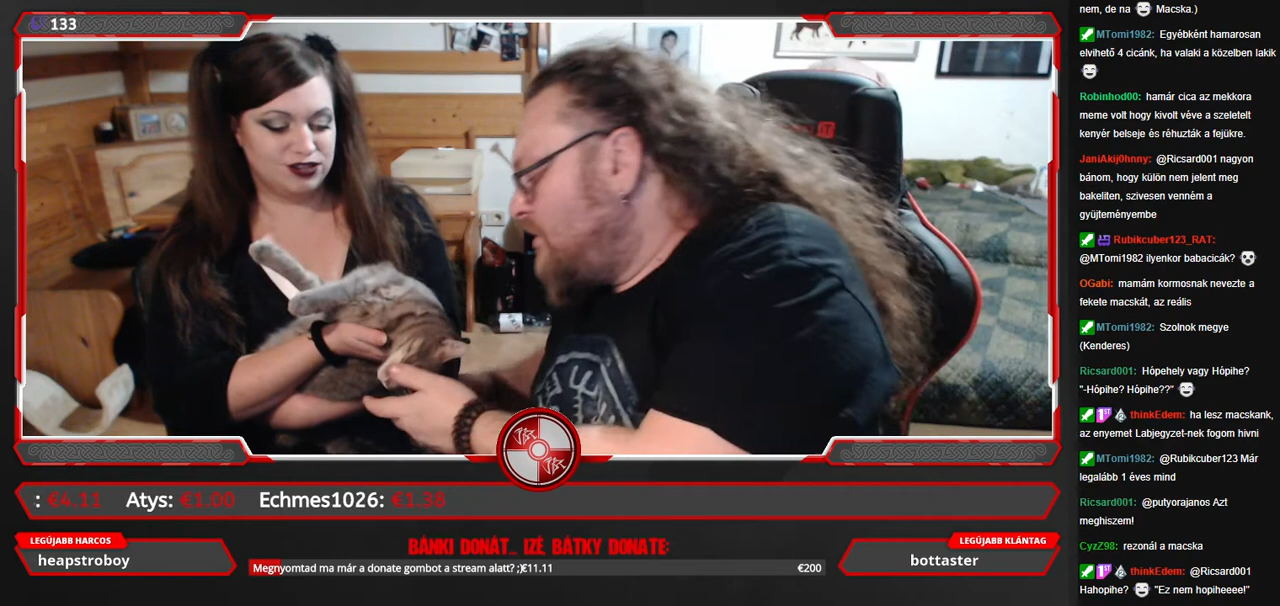 133
: €4.11 Atys: €1.00 Echmes1026: €1.38
LEGÚJABB HARCOS
heapstroboy
BÁNKI DONÁT... IZÉ, BÁTKY DONATE:
Megnyomtad ma már a donate gombot a stream alatt? ;) €11.11
€200
LEGÚJABB KLÁNTAG
bottaster
nem, de na Macska.)
MTomi1982: Egyébként hamarosan
elvihető 4 cicánk, ha valaki a közelben lakik
Robinhod00: hamár cica az mekkora
meme volt hogy kivolt véve a szeletelt
kenyér belseje és réhuzták a fejükre.
JaniAkij0hnny: @Ricsard001 nagyon
bánom, hogy külön nem jelent meg
bakeliten, szivesen venném a
gyüjteményembe
Rubikcuber123_RAT:
@MTomi1982 ilyenkor babacicák?
OGabi: mamám kormosnak nevezte a
fekete macskát, az reális
MTomi1982: Szolnok megye
(Kenderes)
Ricsard001: Hópehely vagy Hópihe?
"-Hópihe? Hópihe??"
thinkEdem: ha lesz macskank,
az enyemet Labjegyzet-nek fogom hivni
MTomi1982: @Rubikcuber123 Már
legalább 1 éves mind
Ricsard001: @putyorajanos Azt
meghiszem!
CyzZ98: rezonál a macska
thinkEdem: @Ricsard001
Hahopihe? "Ez nem hopiheeee!"